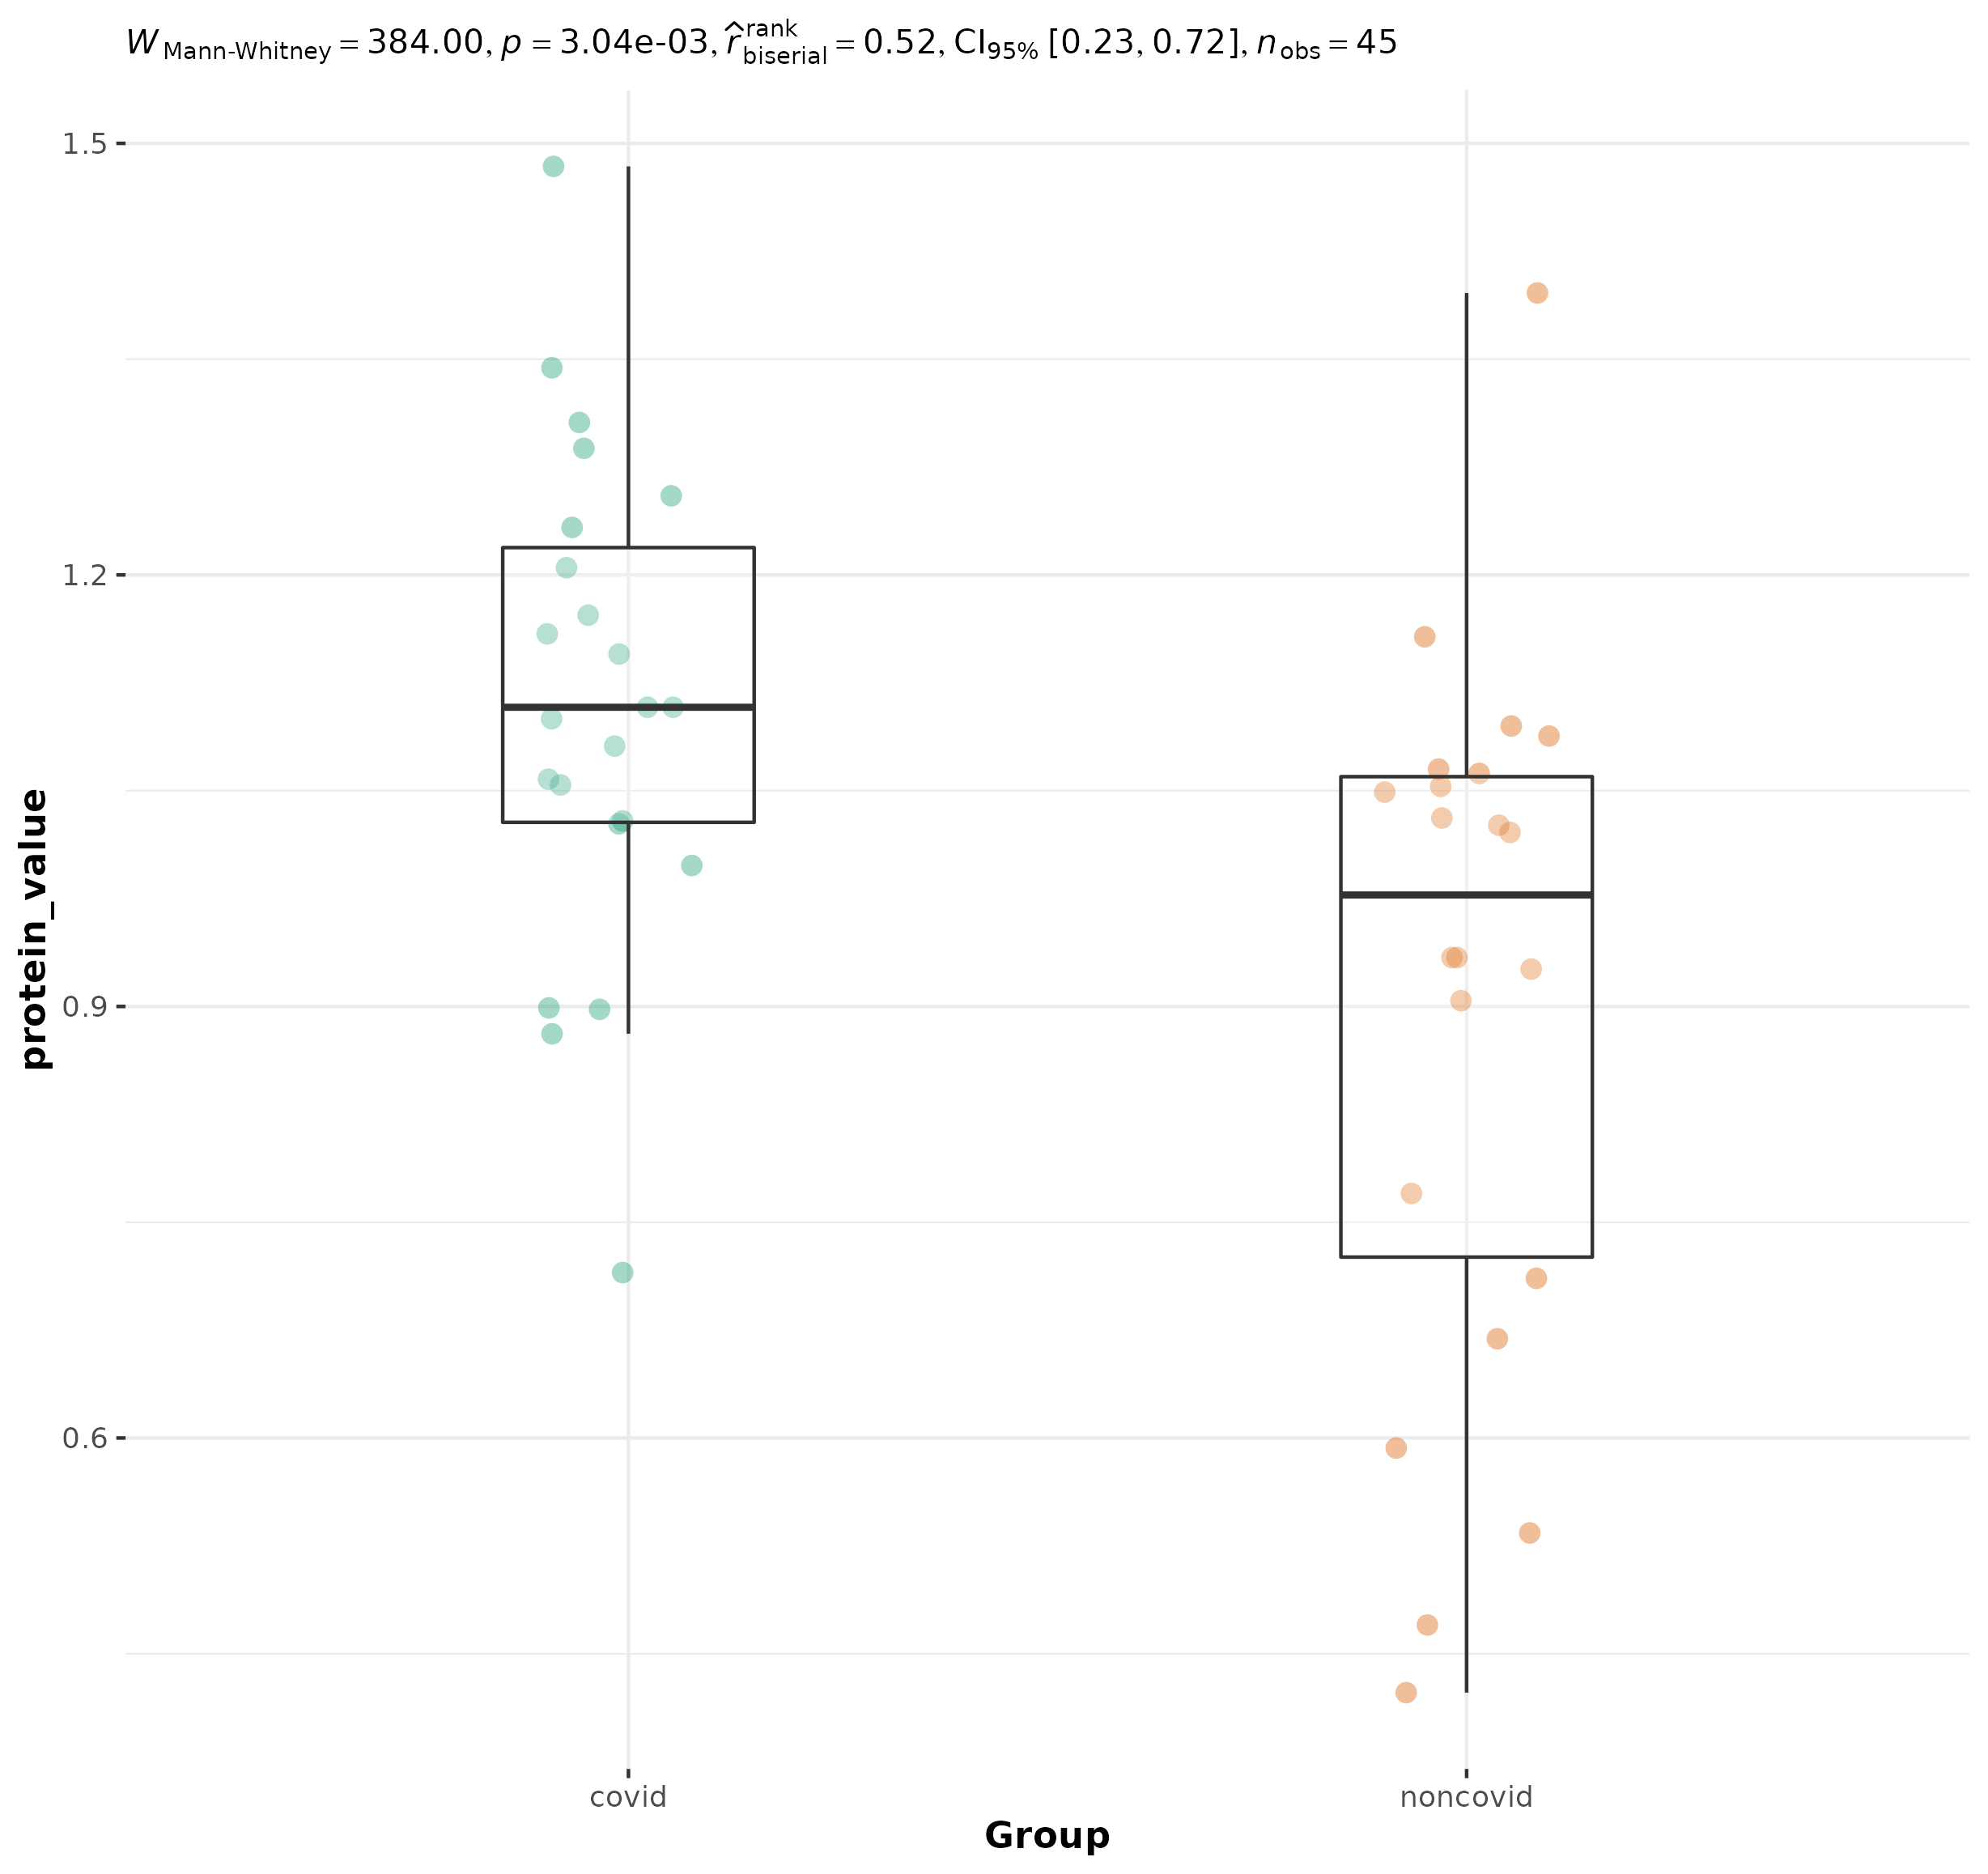 W Mann-Whitney = 384.00, p = 3.04e-03, r̂ rank biserial = 0.52, CI95% [0.23, 0.72], nobs = 45
1.5
1.2
0.9
0.6
protein_value
covid noncovid
Group